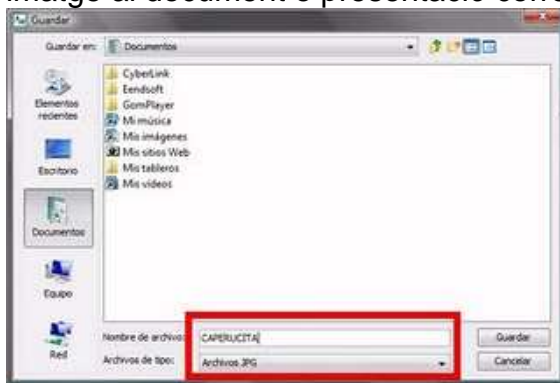 imatge al document o presentació
Guardar
Guardar en: Documentos
CyberLink
Eendsoft
GomPlayer
Mi música
Mis imágenes
Mis sitios Web
Mis tableros
Mis vídeos
Elementos
recientes
Escritorio
Documentos
Equipo
Red
Nombre de archivo: CAPERUCITA
Guardar
Archivos de tipo: Archivos JPG
Cancelar